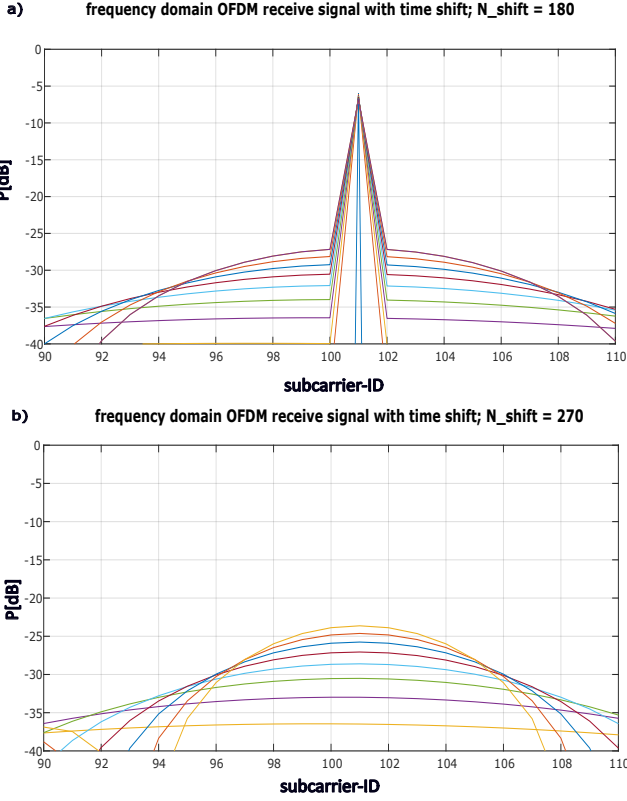 a)
frequency domain OFDM receive signal with time shift; N_shift = 180
0
-5
-10
-15
-20
-25
-30
-35
-40
P[dB]
90 92 94 96 98 100 102 104 106 108 110
subcarrier-ID
b)
frequency domain OFDM receive signal with time shift; N_shift = 270
0
-5
-10
-15
-20
-25
-30
-35
-40
P[dB]
90 92 94 96 98 100 102 104 106 108 110
subcarrier-ID